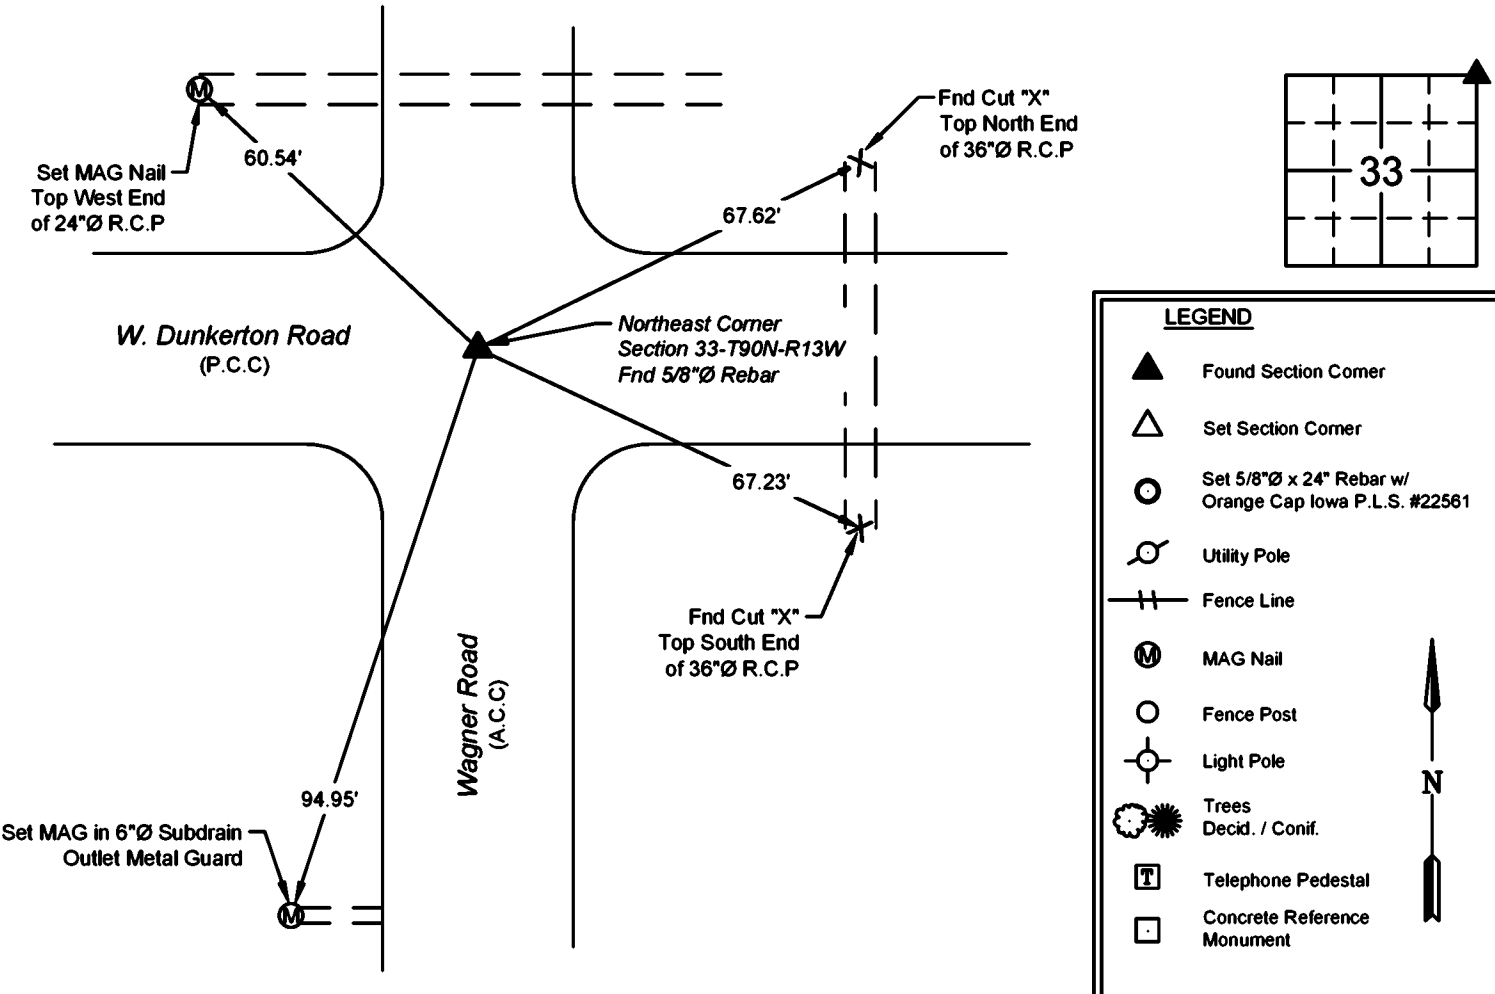 M
Set MAG Nail
Top West End
of 24"Ø R.C.P
60.54'
67.62'
Fnd Cut "X"
Top North End
of 36"Ø R.C.P
33
W. Dunkerton Road
(P.C.C)
Northeast Corner
Section 33-T90N-R13W
Fnd 5/8"Ø Rebar
67.23'
Fnd Cut "X"
Top South End
of 36"Ø R.C.P
Wagner Road
(A.C.C)
94.95'
Set MAG in 6"Ø Subdrain
Outlet Metal Guard
M
LEGEND
Found Section Corner
Set Section Corner
Set 5/8"Ø x 24" Rebar w/
Orange Cap Iowa P.L.S. #22561
Utility Pole
Fence Line
M MAG Nail
Fence Post
Light Pole
Trees
Decid. / Conif.
T Telephone Pedestal
Concrete Reference
Monument
N